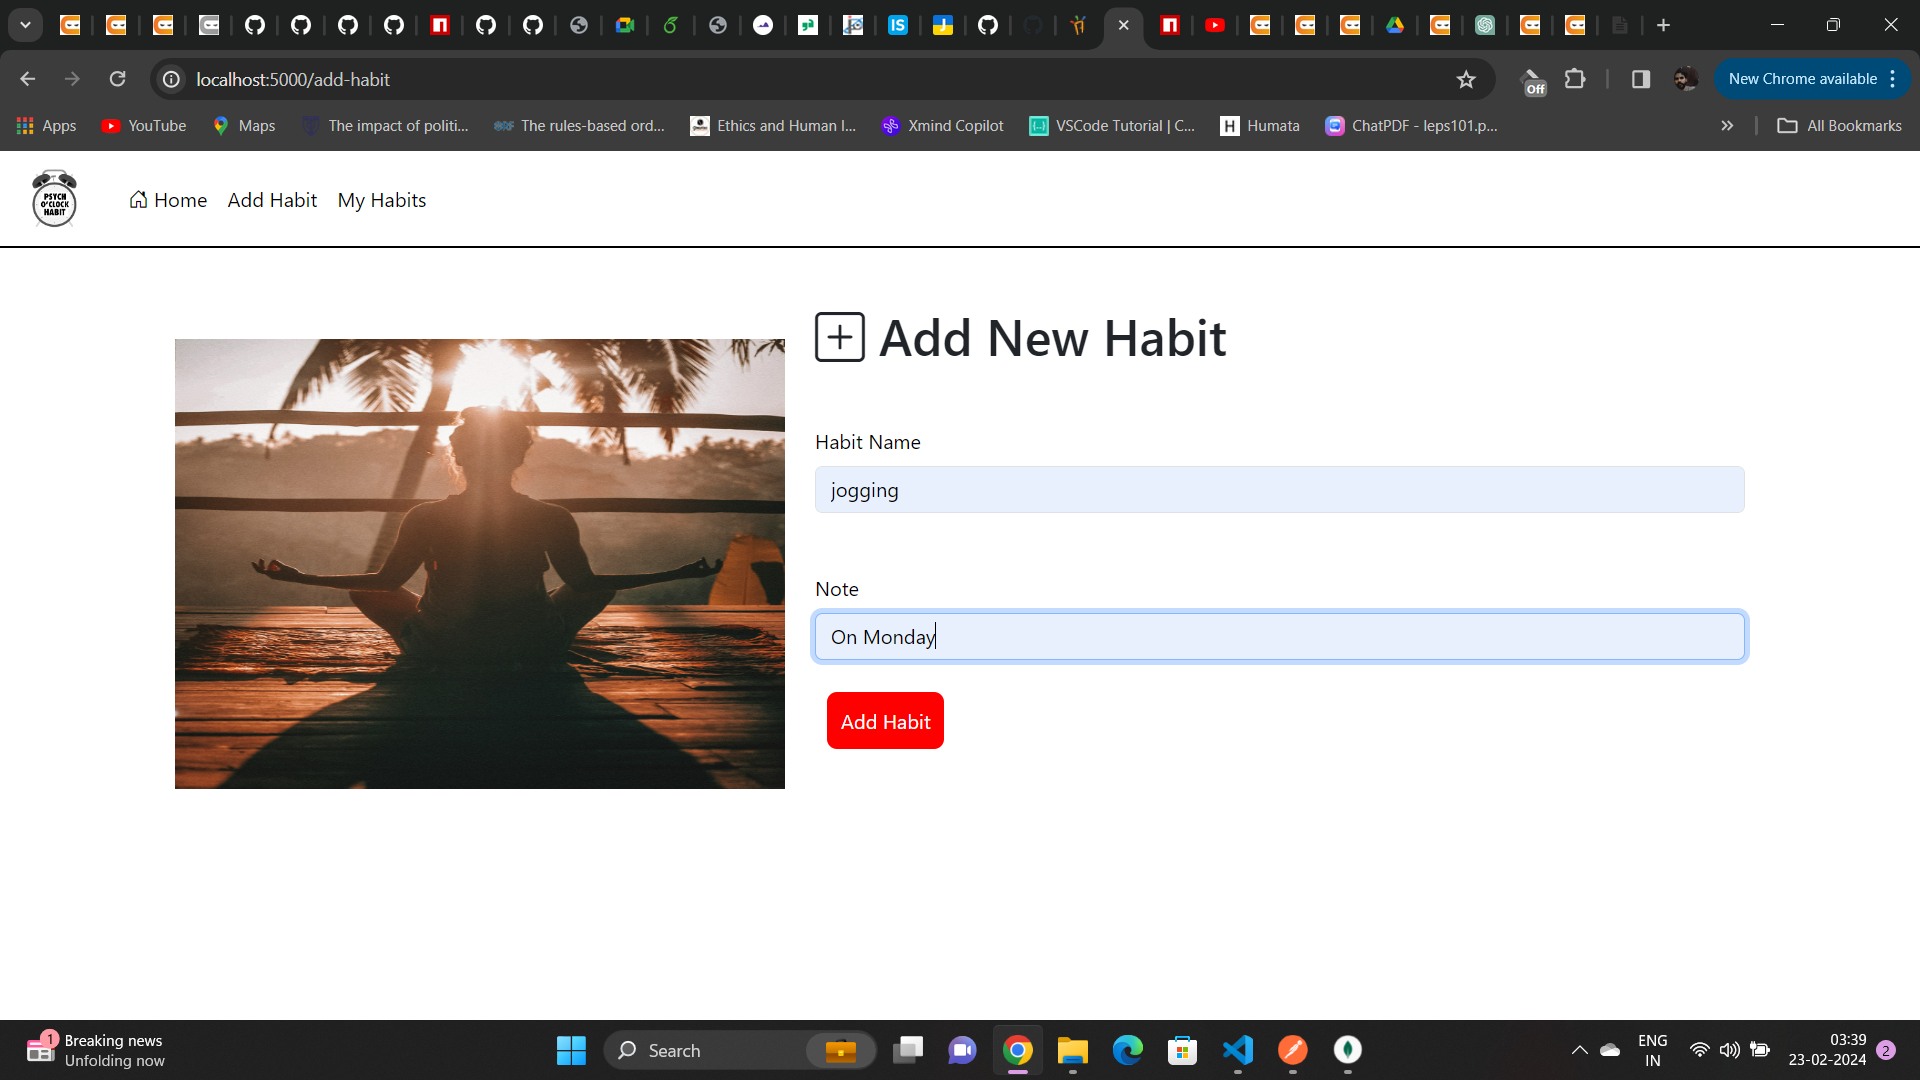 localhost:5000/add-habit
Off
New Chrome available
Apps
YouTube
Maps
The impact of politi...
The rules-based ord...
Ethics and Human I...
Xmind Copilot
VSCode Tutorial | C...
Humata
ChatPDF - leps101.p...
All Bookmarks
PSYCH
O'CLOCK
HABIT
Home
Add Habit
My Habits
Add New Habit
Habit Name
jogging
Note
On Monday
Add Habit
1
Breaking news
Unfolding now
Search
ENG
IN
03:39
23-02-2024
2